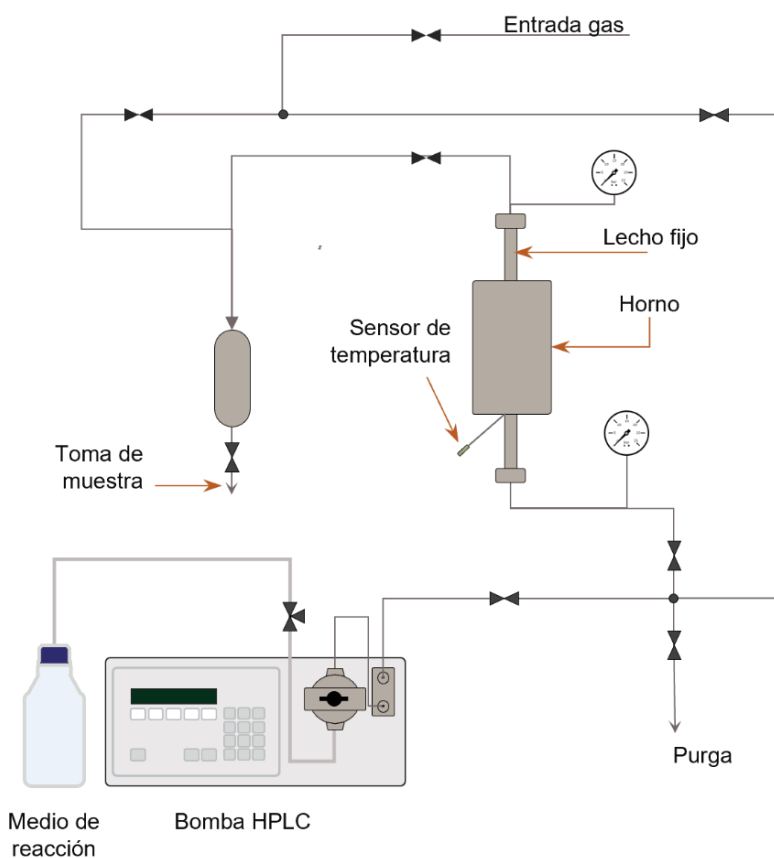 Entrada gas
Lecho fijo
Horno
Sensor de
temperatura
Toma de
muestra
Purga
Medio de
reacción
Bomba HPLC